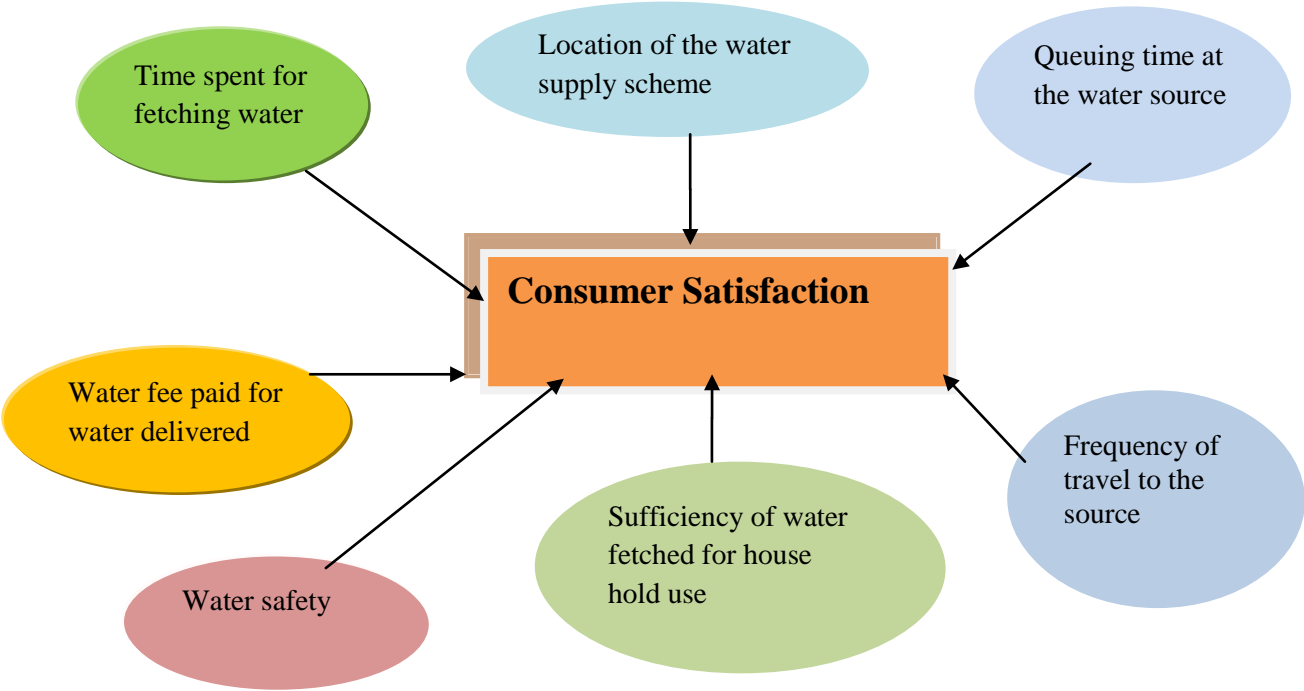 Time spent for
fetching water
Location of the water
supply scheme
Queuing time at
the water source
Consumer Satisfaction
Water fee paid for
water delivered
Water safety
Sufficiency of water
fetched for house
hold use
Frequency of
travel to the
source